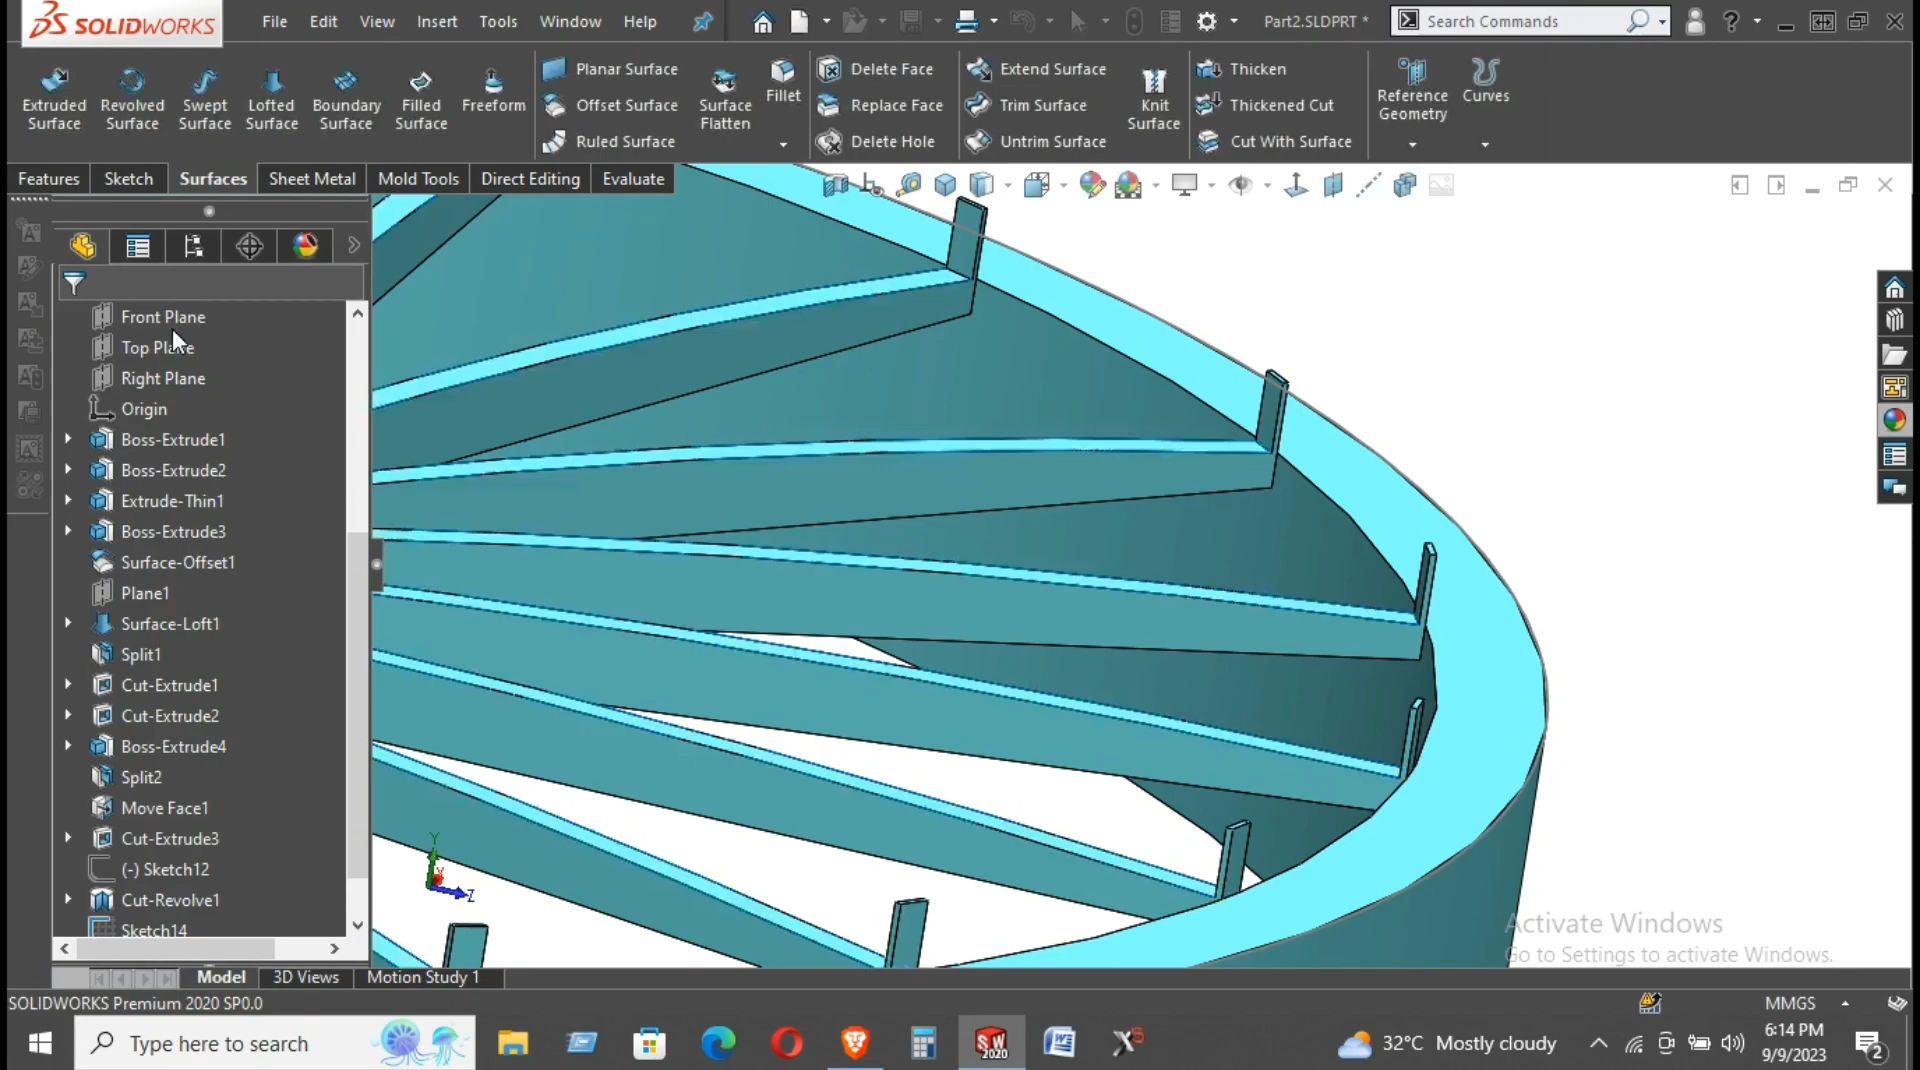 SOLIDWORKS File Edit View Insert Tools Window Help Part2.SLDPRT * Search Commands ?
Extruded Surface
Revolved Surface
Swept Surface
Lofted Surface
Boundary Surface
Filled Surface
Freeform
Planar Surface
Offset Surface
Ruled Surface
Surface Flatten
Fillet
Delete Face
Replace Face
Delete Hole
Extend Surface
Trim Surface
Untrim Surface
Knit Surface
Thicken
Thickened Cut
Cut With Surface
Reference Geometry
Curves
Features Sketch Surfaces Sheet Metal Mold Tools Direct Editing Evaluate
Front Plane
Top Plane
Right Plane
Origin
Boss-Extrude1
Boss-Extrude2
Extrude-Thin1
Boss-Extrude3
Surface-Offset1
Plane1
Surface-Loft1
Split1
Cut-Extrude1
Cut-Extrude2
Boss-Extrude4
Split2
Move Face1
Cut-Extrude3
(-) Sketch12
Cut-Revolve1
Sketch14
Y
Z
Activate Windows
Go to Settings to activate Windows.
Model 3D Views Motion Study 1
SOLIDWORKS Premium 2020 SP0.0 MMGS
Type here to search SW 2020 32°C Mostly cloudy 6:14 PM
9/9/2023 2